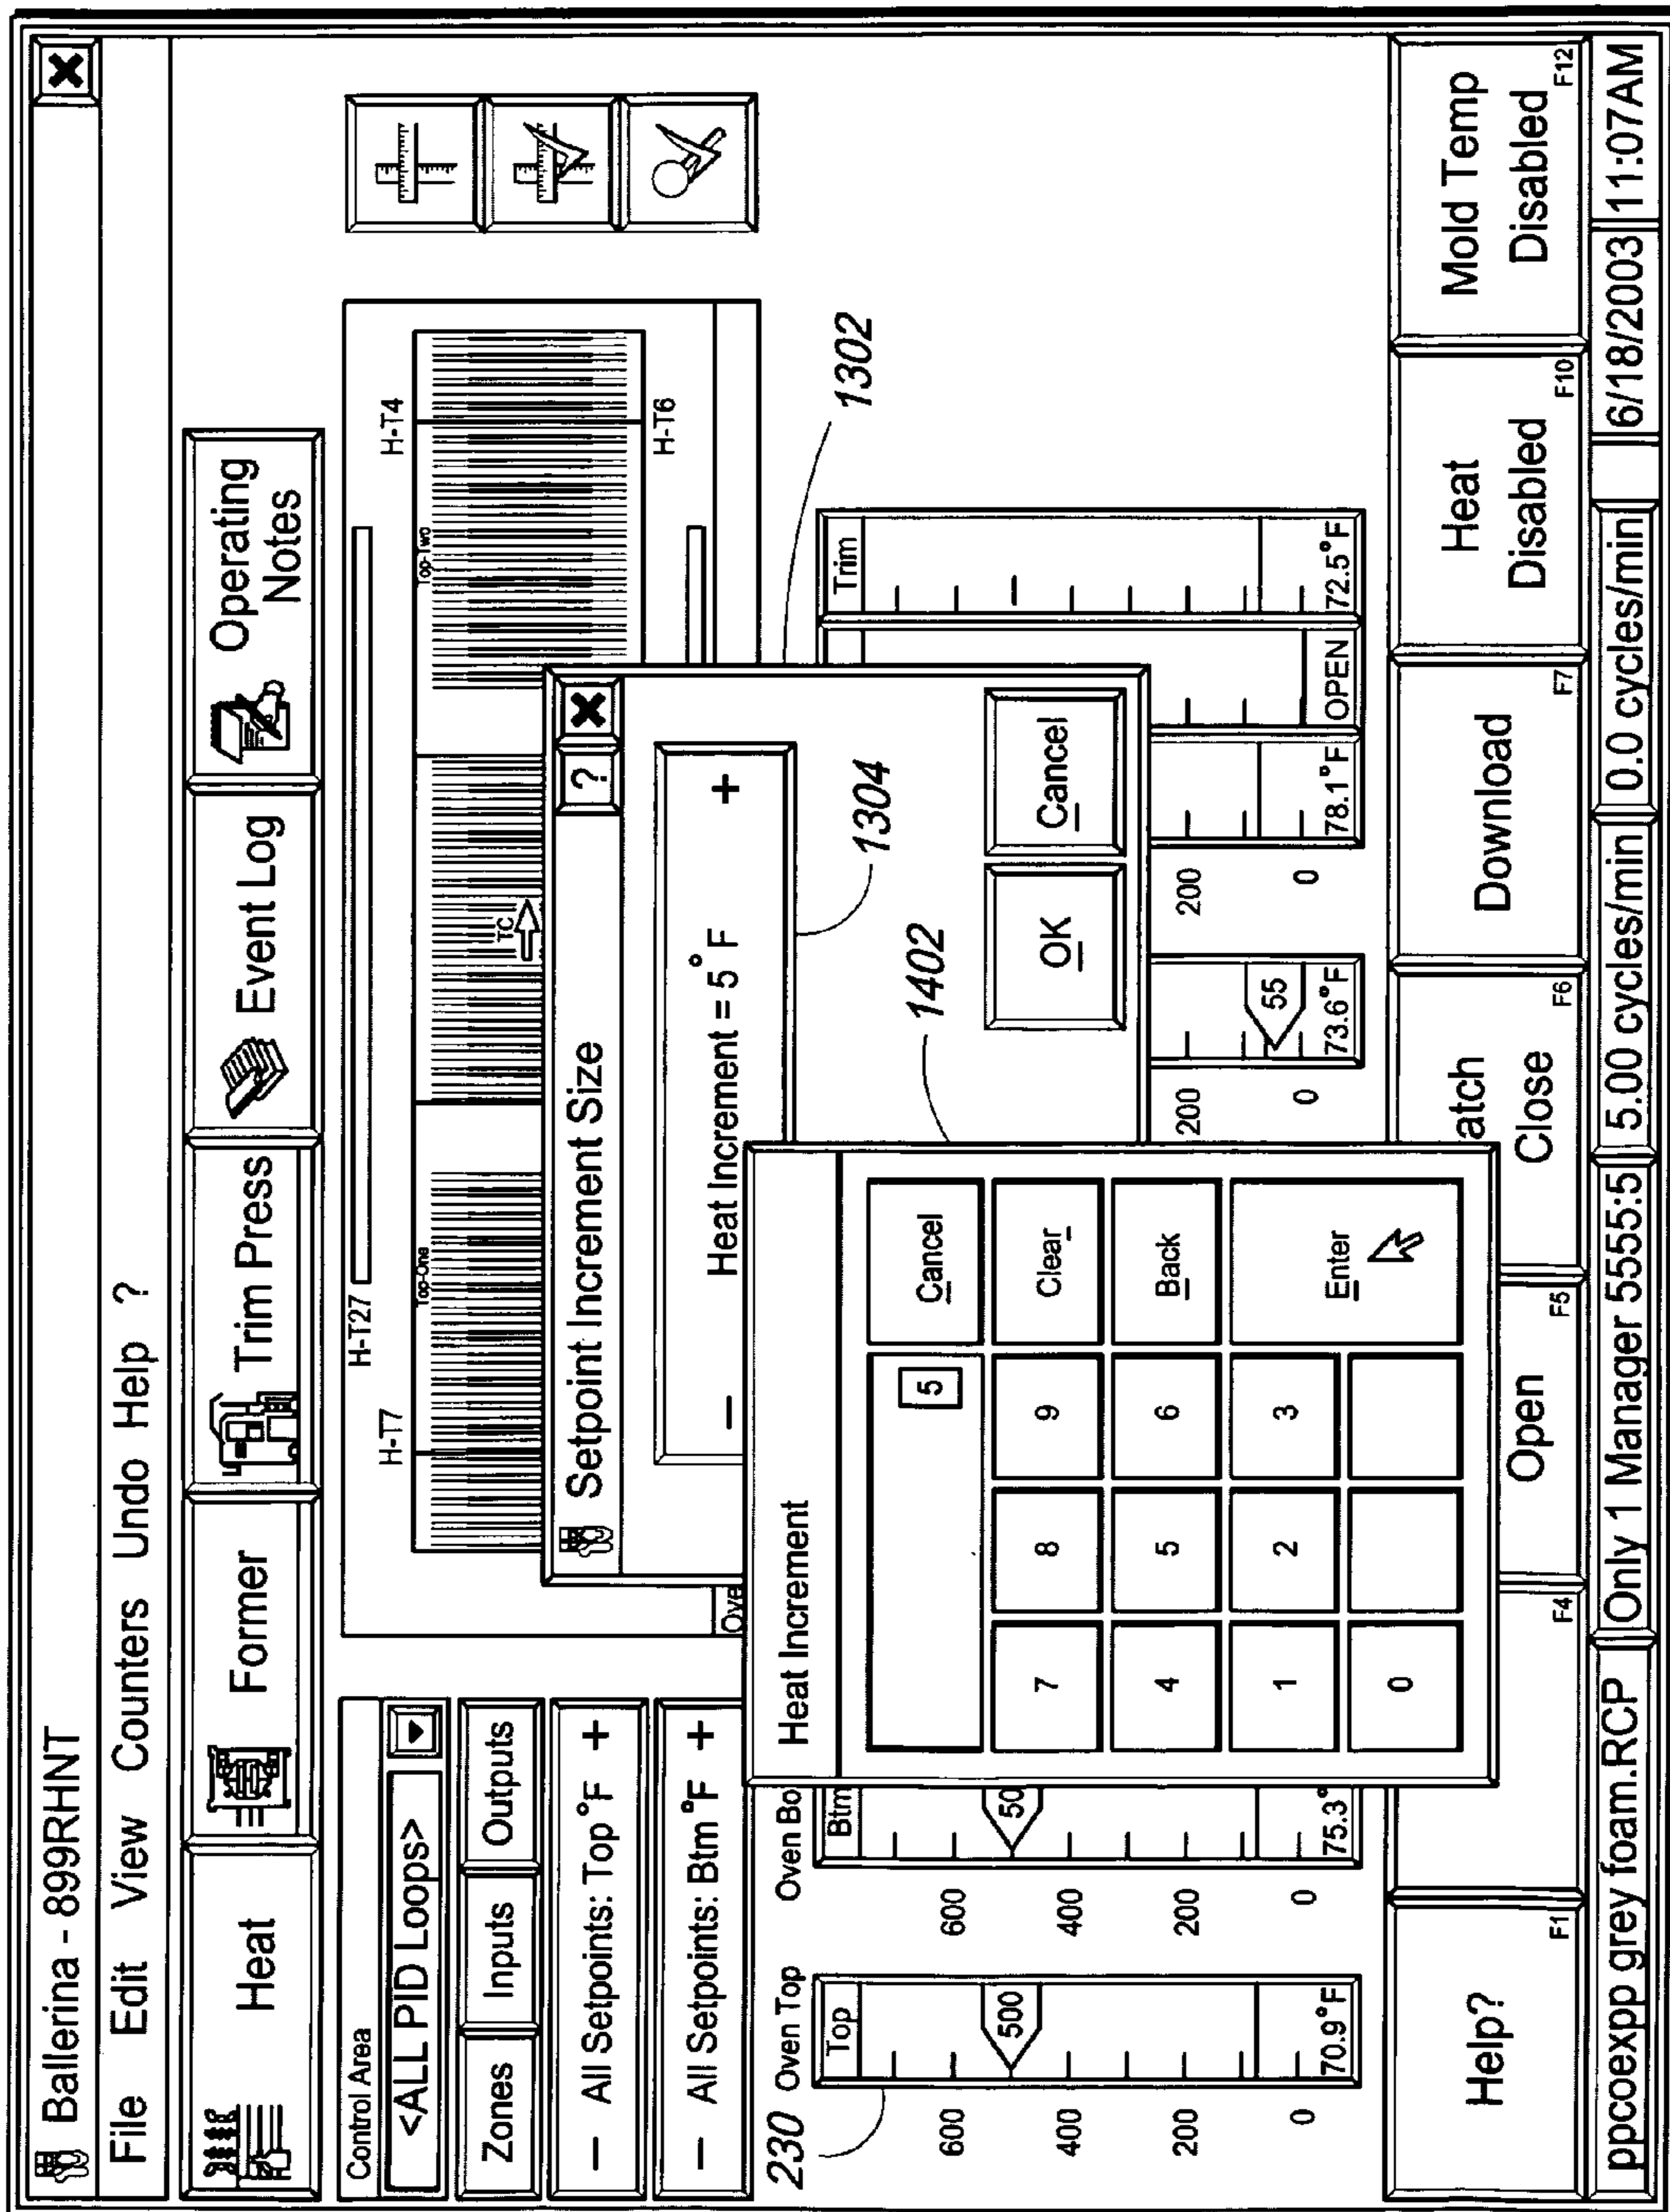 Ballerina - 899RHNT
File Edit View Counters Undo Help ?
Heat
Former
Trim Press
Event Log
Operating Notes
Control Area
<ALL PID Loops>
Zones
Inputs
Outputs
− All Setpoints: Top °F +
− All Setpoints: Btm °F +
H-T7
H-T27
H-T4
Top-One
Top-Two
TC
H-T6
Ove
1302
Setpoint Increment Size
?
− Heat Increment = 5°F +
1304
OK
Cancel
1402
Heat Increment
5
Cancel
7 8 9 Clear
4 5 6 Back
1 2 3 Enter
0
230
Oven Top
Oven Bo
Top
Btm
Trim
600
400
200
0
500
70.9°F
600
400
200
0
50
75.3°
200
0
55
73.6°F
200
0
78.1°F
OPEN
72.5°F
Help?
F1
F4
Open
F5
atch
Close
F6
Download
F7
Heat
Disabled
F10
Mold Temp
Disabled
F12
ppcoexpp grey foam.RCP
Only 1 Manager 5555:5
5.00 cycles/min
0.0 cycles/min
6/18/2003
11:07AM